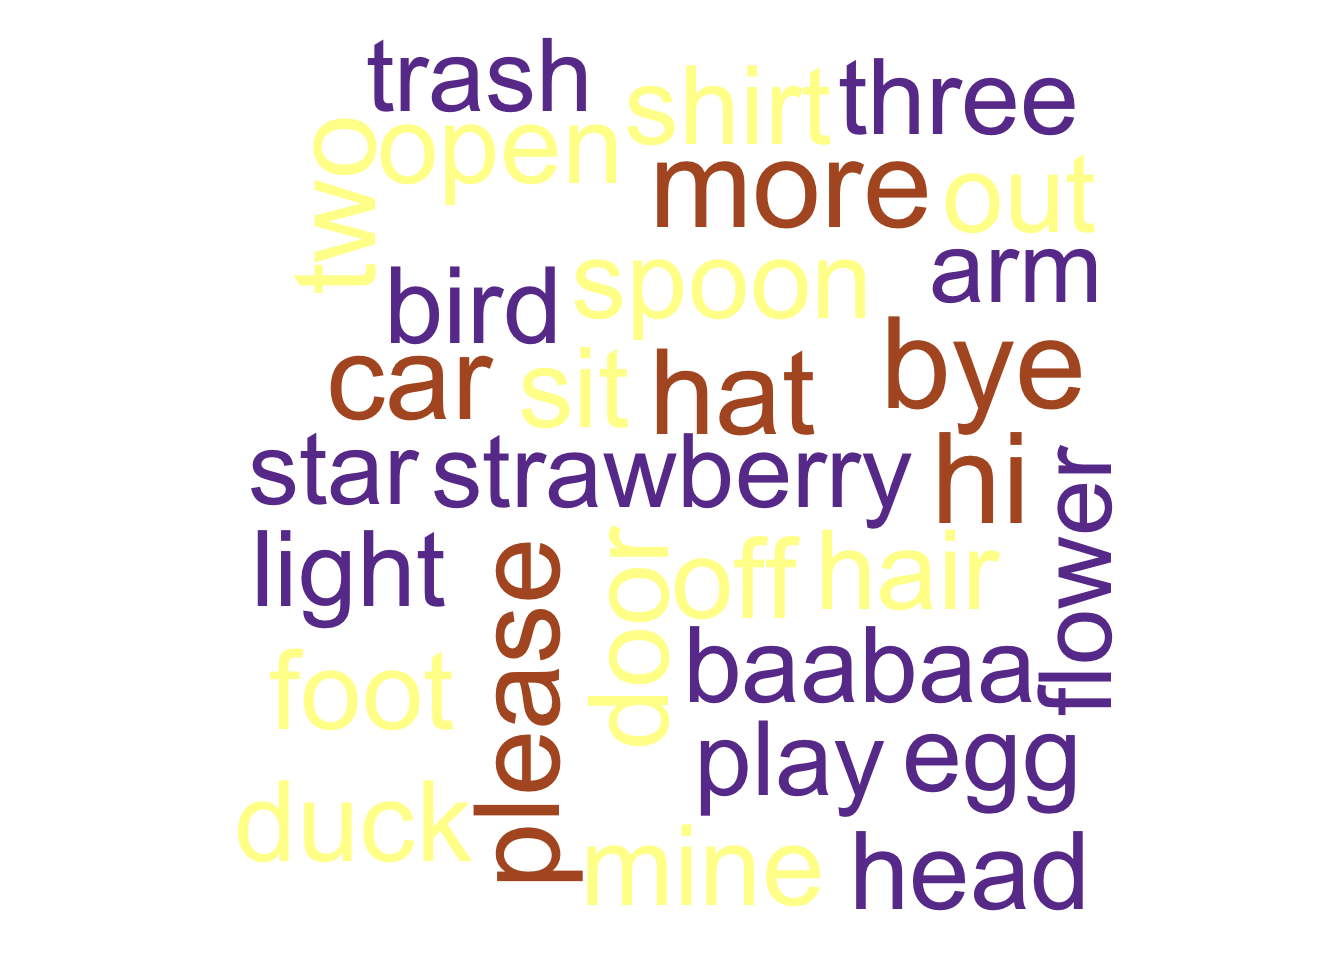 trash
shirt
three
two
open
more
out
bird
spoon
arm
car
sit
hat
bye
star
strawberry
hi
flower
light
please
door
off
hair
foot
baabaa
play
egg
duck
mine
head